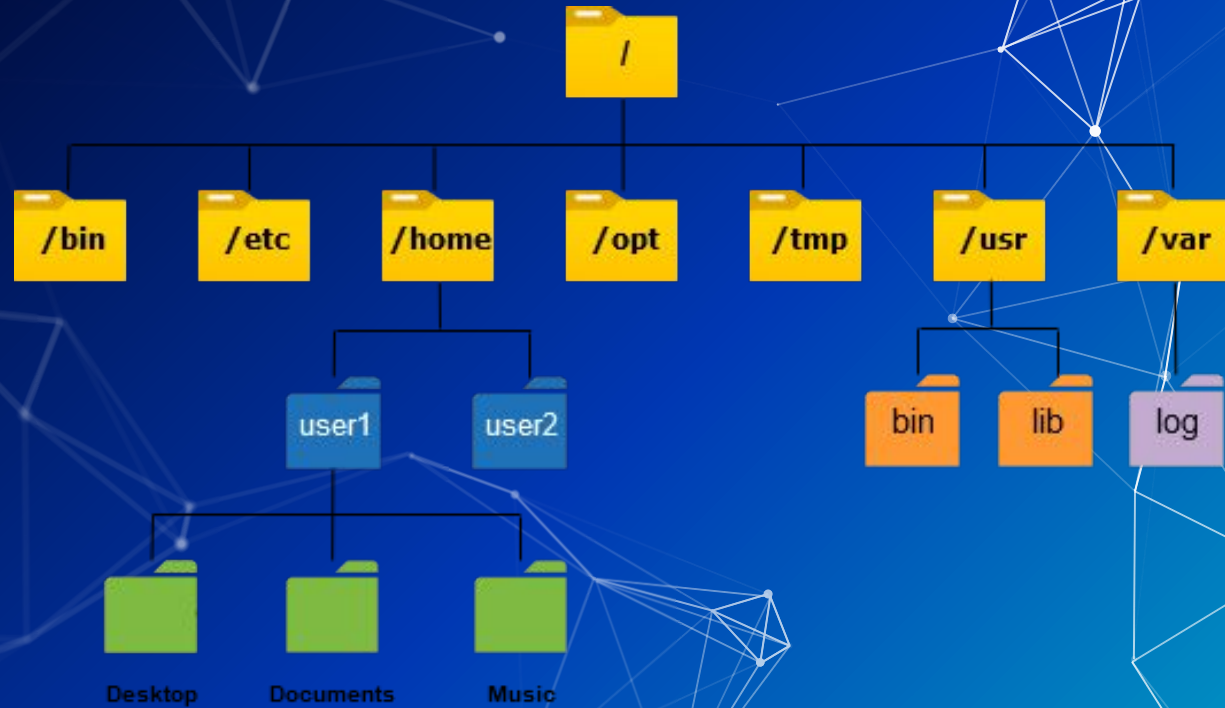 /
/bin
/etc
/home
/opt
/tmp
/usr
/var
user1
user2
bin
lib
log
Desktop
Documents
Music